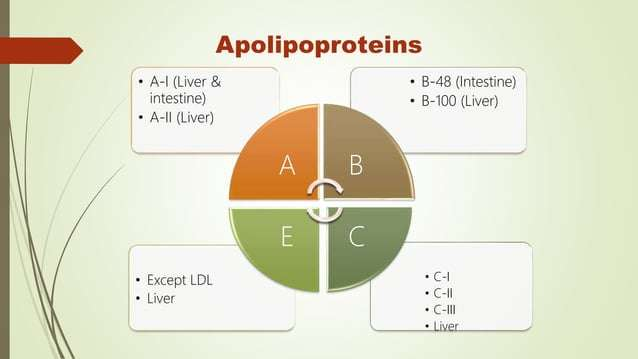 Apolipoproteins
• A-I (Liver &
intestine)
• A-II (Liver)
• B-48 (Intestine)
• B-100 (Liver)
A
B
E
C
• Except LDL
• Liver
• C-I
• C-II
• C-III
• Liver